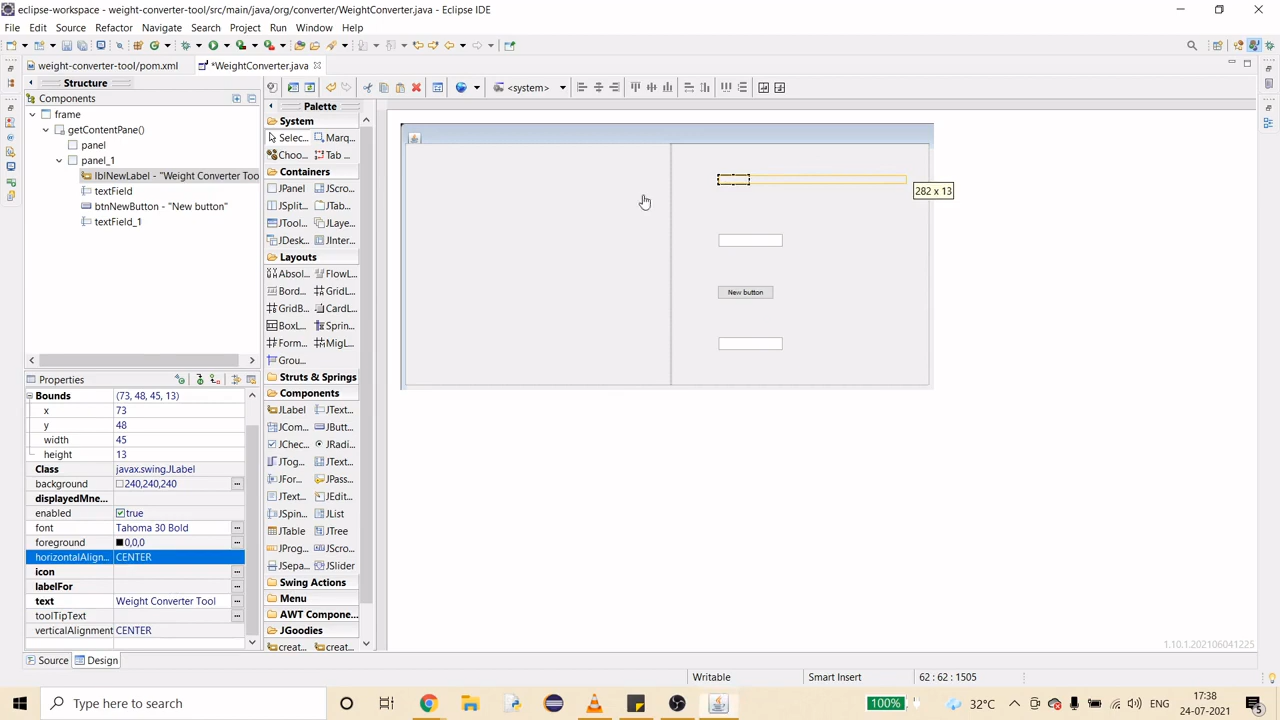 eclipse-workspace - weight-converter-tool/src/main/java/org/converter/WeightConverter.java - Eclipse IDE
File Edit Source Refactor Navigate Search Project Run Window Help
weight-converter-tool/pom.xml
*WeightConverter.java
Structure
Components
frame
getContentPane()
panel
panel_1
lblNewLabel - "Weight Converter Too
textField
btnNewButton - "New button"
textField_1
Properties
Bounds (73, 48, 45, 13)
x 73
y 48
width 45
height 13
Class javax.swing.JLabel
background 240,240,240
displayedMne...
enabled true
font Tahoma 30 Bold
foreground 0,0,0
horizontalAlign... CENTER
icon
labelFor
text Weight Converter Tool
toolTipText
verticalAlignment CENTER
Palette
System
Selec... Marq...
Choo... Tab ...
Containers
JPanel JScro...
JSplit... JTab...
JTool... JLaye...
JDesk... JInter...
Layouts
Absol... FlowL...
Bord... GridL...
GridB... CardL...
BoxL... Sprin...
Form... MigL...
Grou...
Struts & Springs
Components
JLabel JText...
JCom... JButt...
JChec... JRadi...
JTog... JText...
JFor... JPass...
JText... JEdit...
JSpin... JList
JTable JTree
JProg... JScro...
JSepa... JSlider
Swing Actions
Menu
AWT Compone...
JGoodies
creat... creat...
<system>
282 x 13
New button
1.10.1.202106041225
Source Design
Writable Smart Insert 62 : 62 : 1505
Type here to search
100%
32°C
ENG
17:38
24-07-2021
5